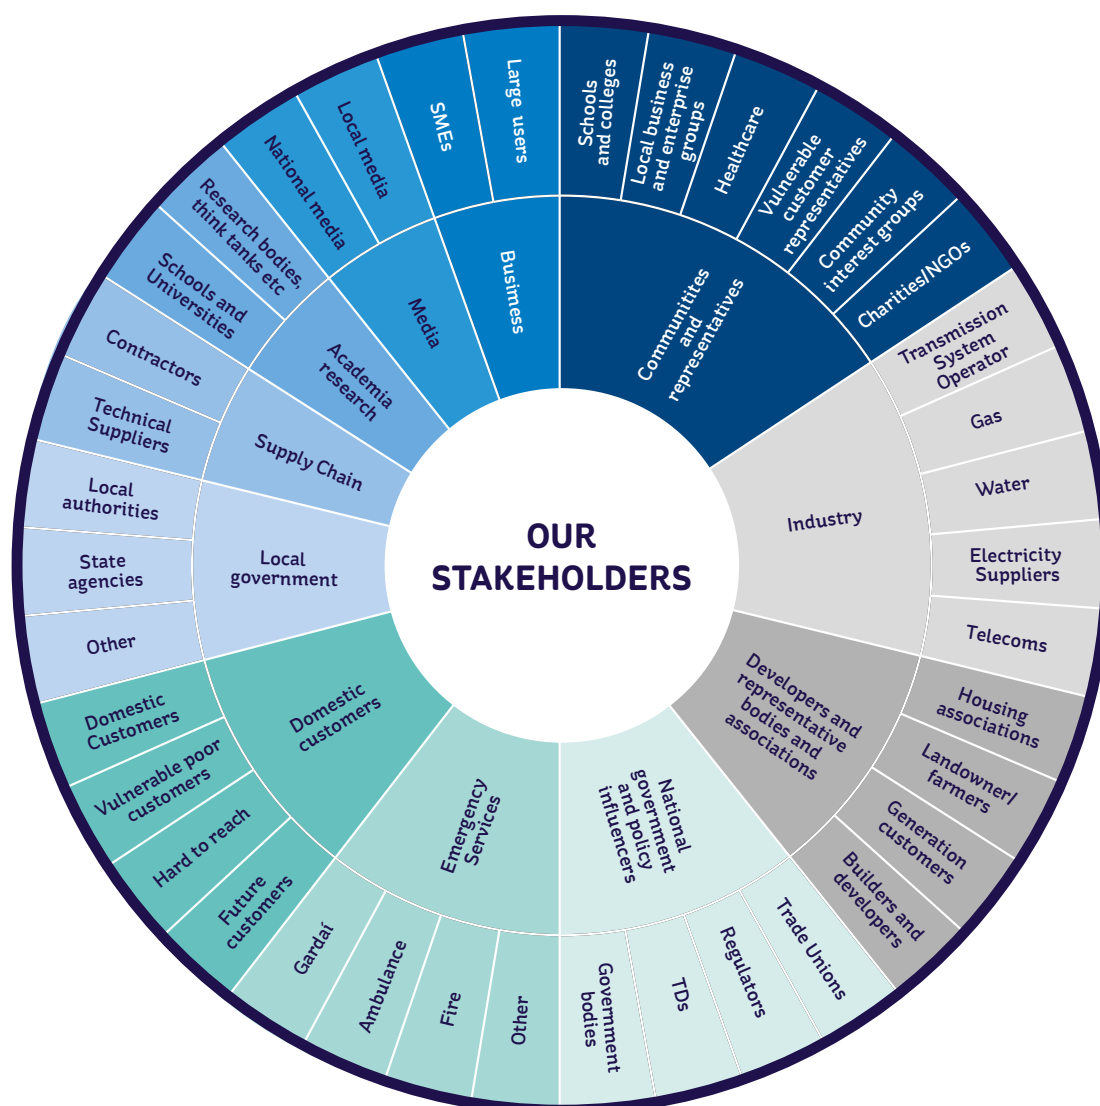 OUR
STAKEHOLDERS
Communitites
and
representatives
Schools
and colleges
Local business
and enterprise
groups
Healthcare
Vulnerable
customer
representatives
Community
interest groups
Charities/NGOs
Industry
Transmission
System
Operator
Gas
Water
Electricity
Suppliers
Telecoms
Developers and
representative
bodies and
associations
Housing
associations
Landowner/
farmers
Generation
customers
Builders and
developers
National
government
and policy
influencers
Trade Unions
Regulators
TDs
Government
bodies
Emergency
Services
Other
Fire
Ambulance
Gardaí
Domestic
customers
Future
customers
Hard to reach
Vulnerable poor
customers
Domestic
Customers
Local
government
Other
State
agencies
Local
authorities
Supply Chain
Technical
Suppliers
Contractors
Academia
research
Schools and
Universities
Research bodies,
think tanks etc
Media
National media
Local media
Busimess
SMEs
Large users